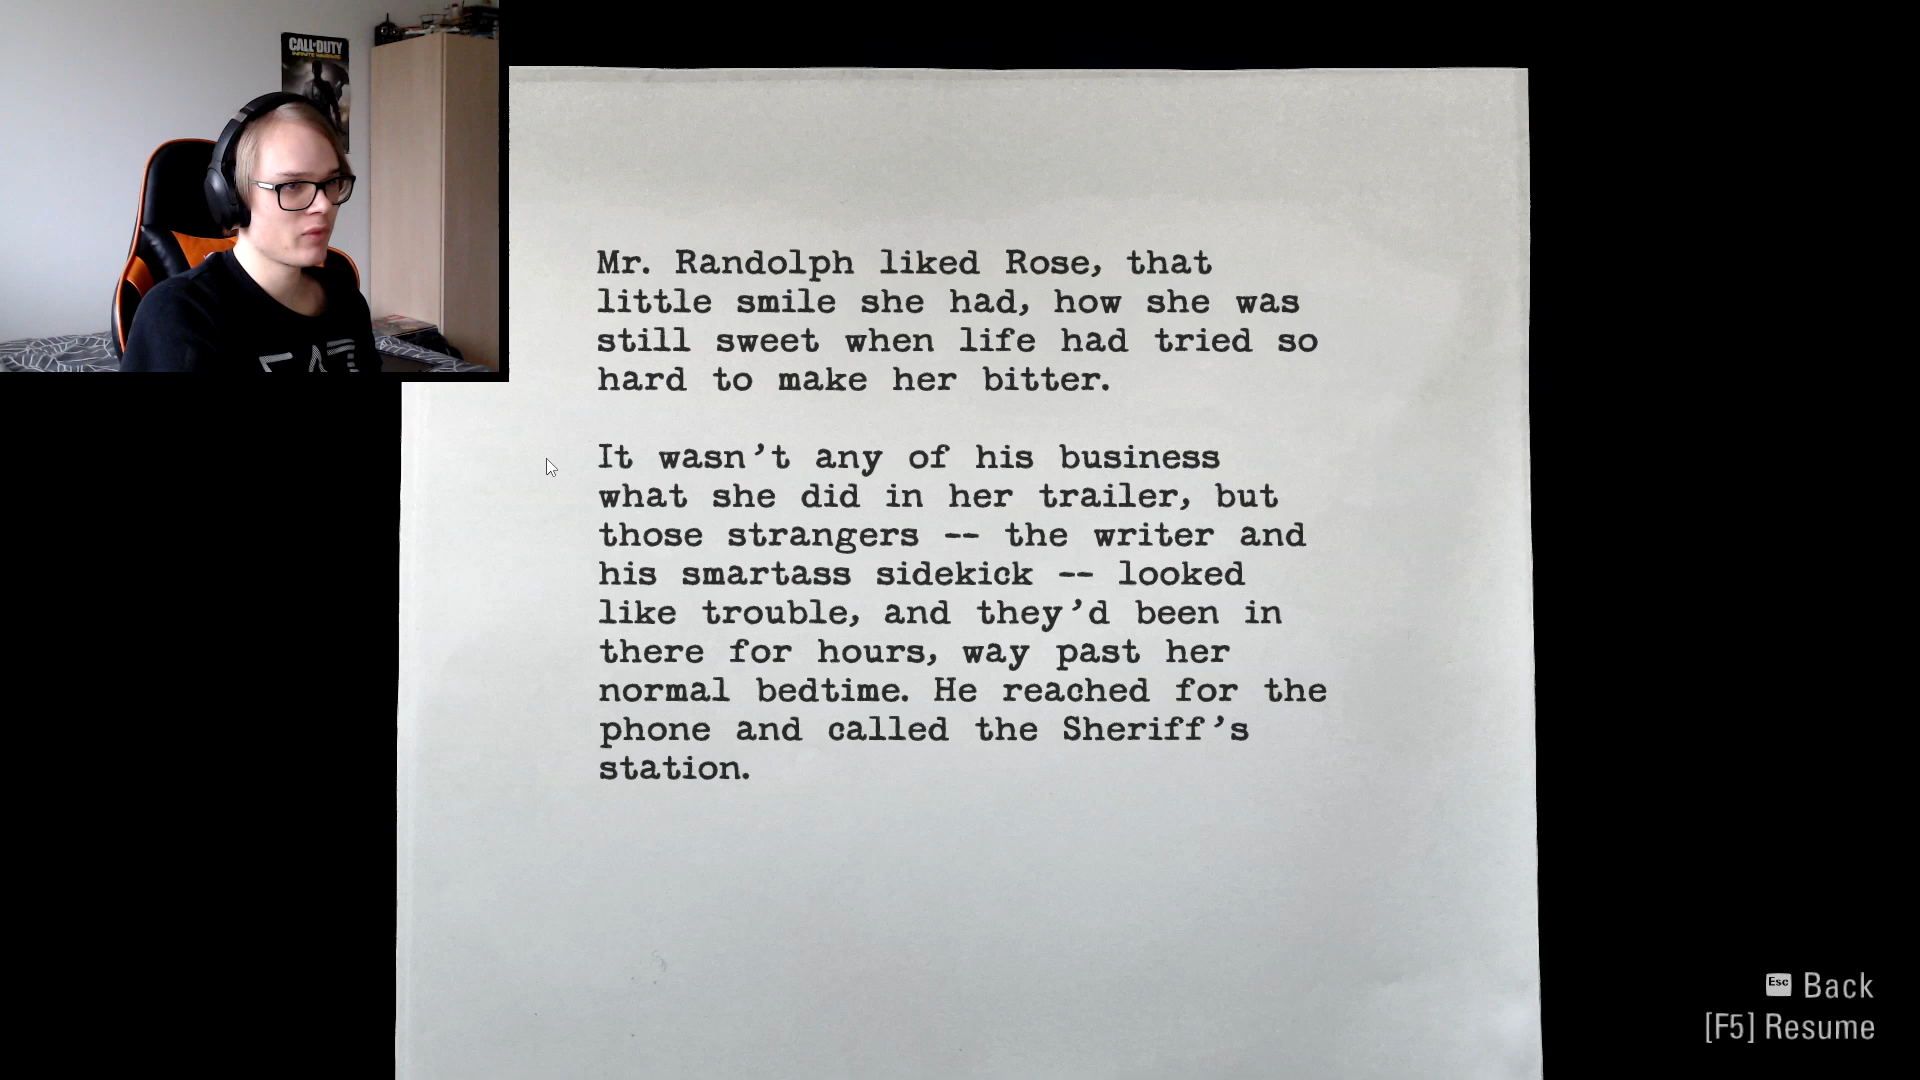 CALL OF DUTY
INFINITE WARFARE
Mr. Randolph liked Rose, that
little smile she had, how she was
still sweet when life had tried so
hard to make her bitter.
It wasn't any of his business
what she did in her trailer, but
those strangers -- the writer and
his smartass sidekick -- looked
like trouble, and they'd been in
there for hours, way past her
normal bedtime. He reached for the
phone and called the Sheriff's
station.
Esc Back
[F5] Resume